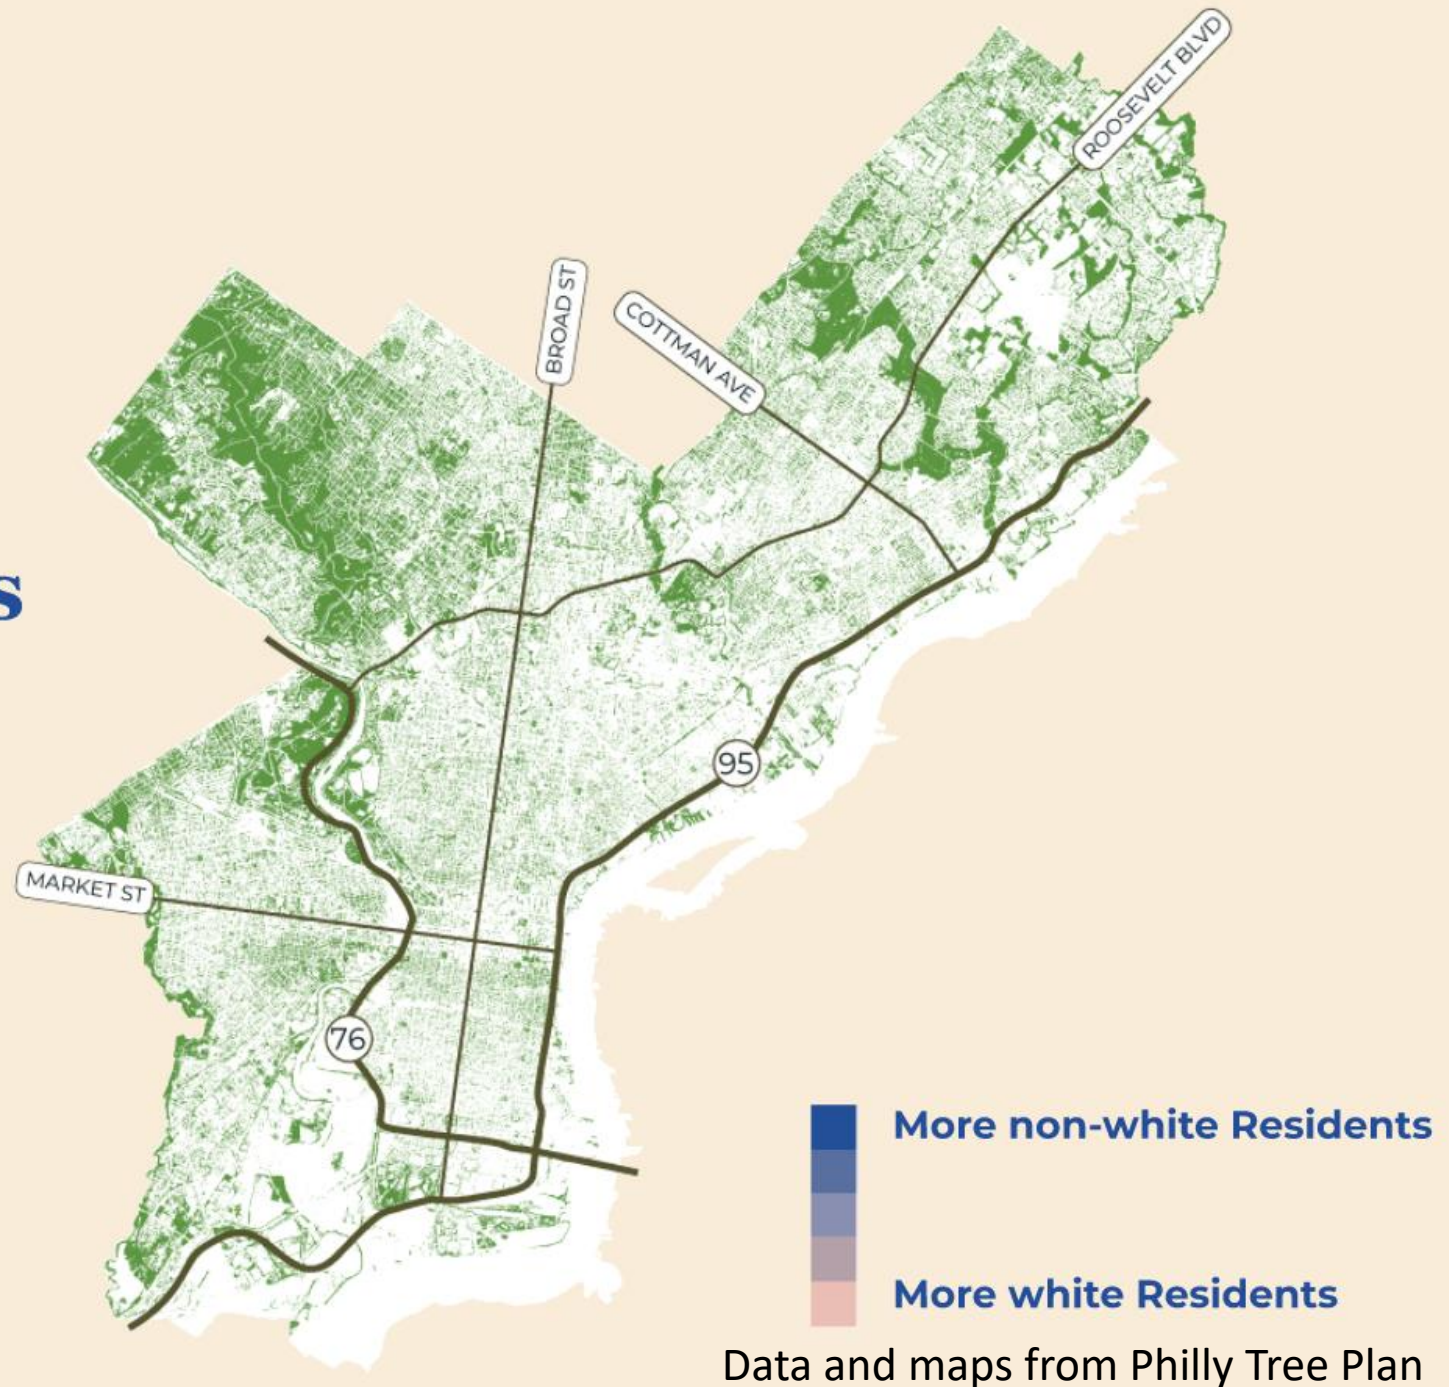 ROOSEVELT BLVD
BROAD ST
COTTMAN AVE
s
95
MARKET ST
76
More non-white Residents
More white Residents
Data and maps from Philly Tree Plan